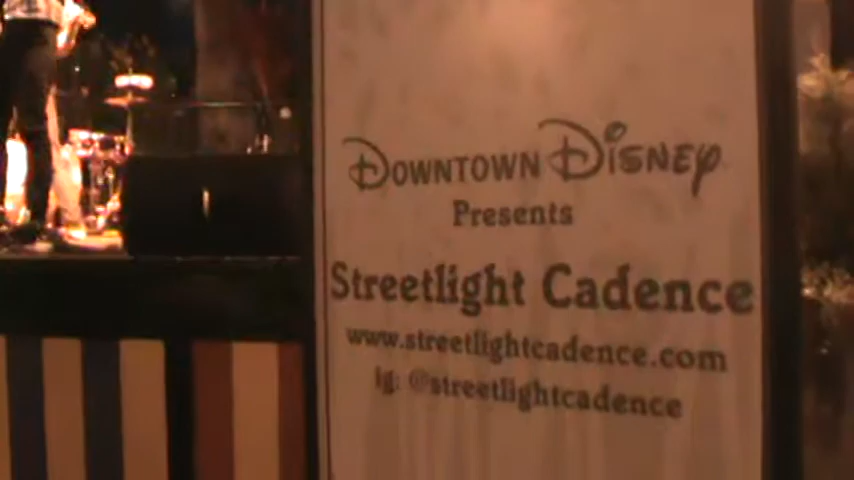 DOWNTOWN DISNEY
Presents
Streetlight Cadence
www.streetlightcadence.com
ig: @streetlightcadence